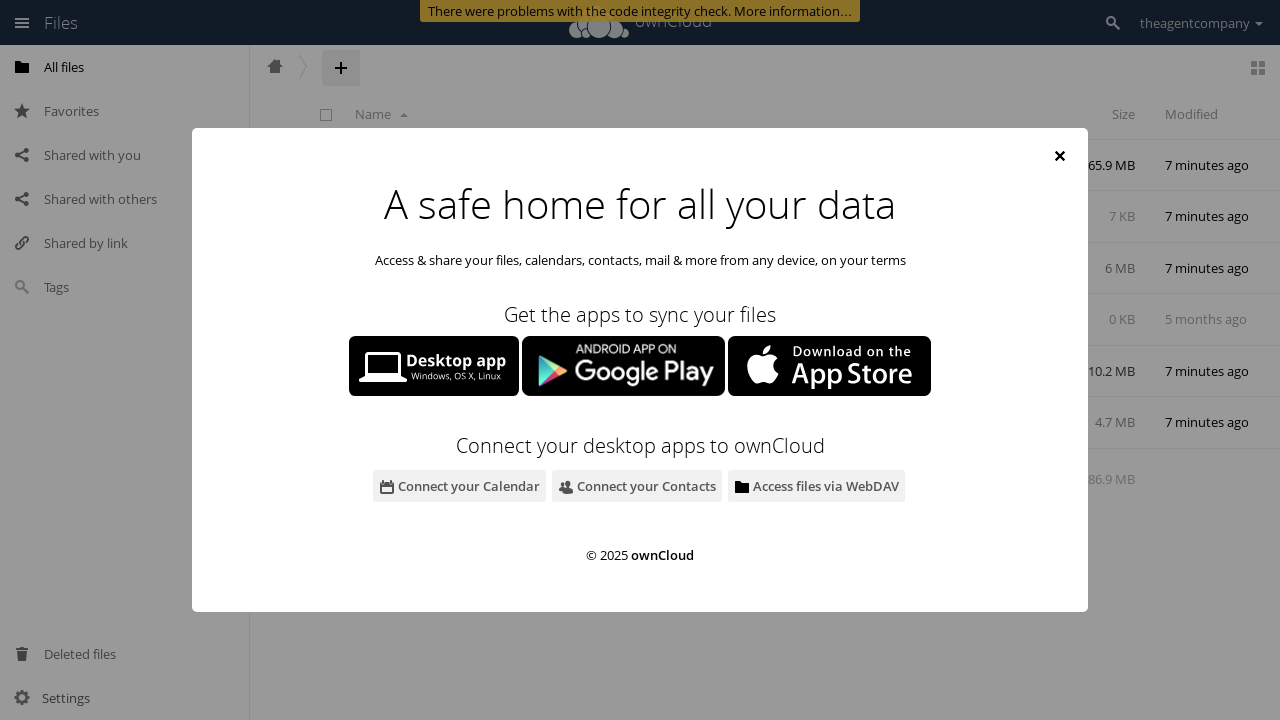 There were problems with the code integrity check. More information…
Files
ownCloud
theagentcompany
All files
Favorites
Shared with you
Shared with others
Shared by link
Tags
Deleted files
Settings
Name
Size
Modified
65.9 MB
7 minutes ago
7 KB
7 minutes ago
6 MB
7 minutes ago
0 KB
5 months ago
10.2 MB
7 minutes ago
4.7 MB
7 minutes ago
86.9 MB
A safe home for all your data
Access & share your files, calendars, contacts, mail & more from any device, on your terms
Get the apps to sync your files
Desktop app
Windows, OS X, Linux
ANDROID APP ON
Google Play
Download on the
App Store
Connect your desktop apps to ownCloud
Connect your Calendar
Connect your Contacts
Access files via WebDAV
© 2025 ownCloud